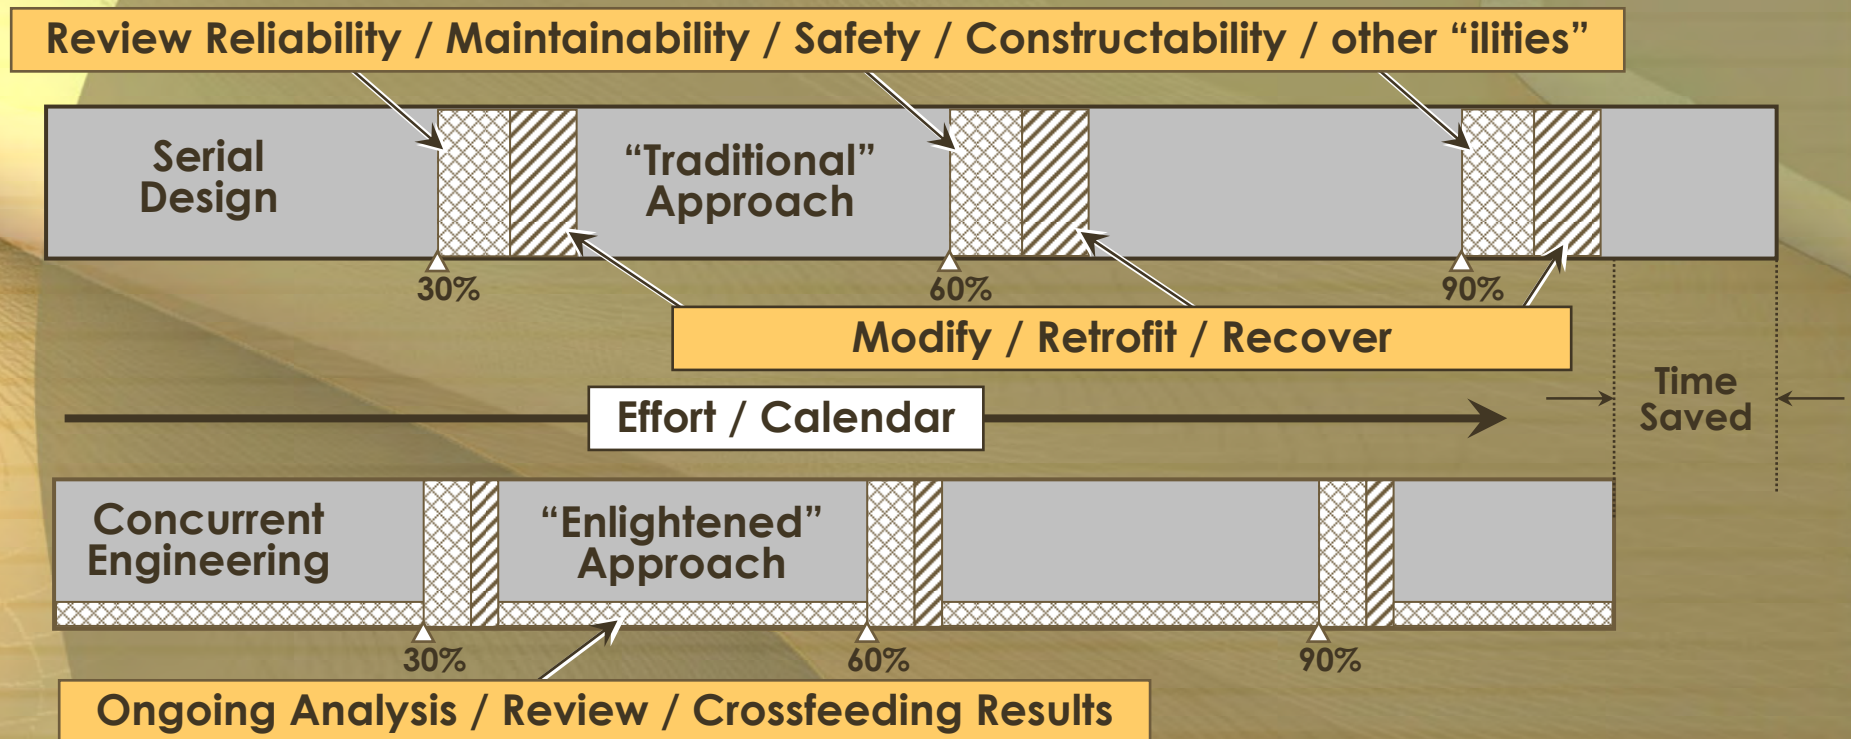 Review Reliability / Maintainability / Safety / Constructability / other “ilities”
Serial
Design
“Traditional”
Approach
30%
60%
90%
Modify / Retrofit / Recover
Effort / Calendar
Time
Saved
Concurrent
Engineering
“Enlightened”
Approach
30%
60%
90%
Ongoing Analysis / Review / Crossfeeding Results